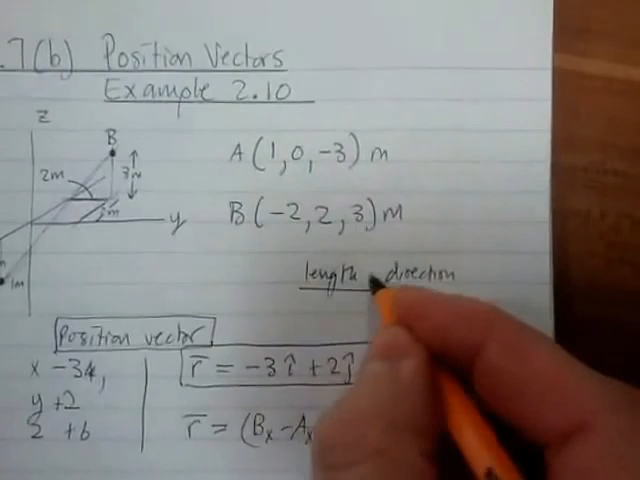 .7(b) Position Vectors
Example 2.10
z
B
2m
3m
y
1m
A(1,0,-3) m
B(-2,2,3) m
length direction
Position vector
x -3
y +2
z +6
r̄ = -3î + 2ĵ
r̄ = (Bx - Ax